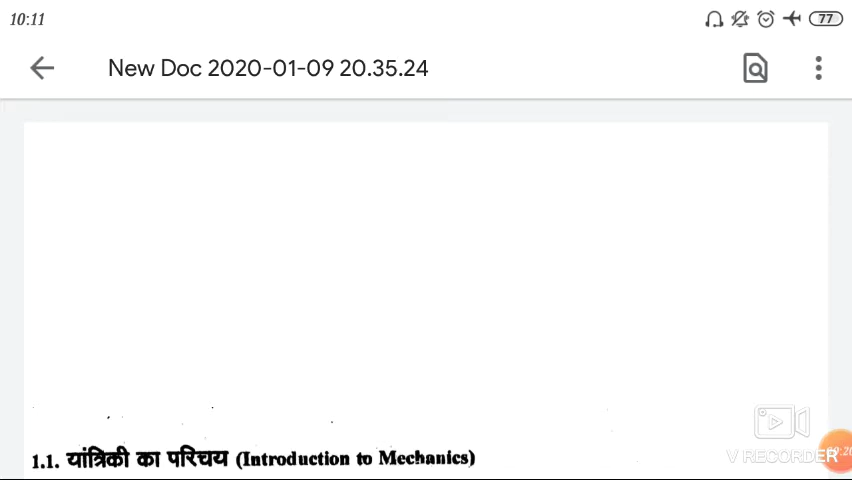 10:11
77
New Doc 2020-01-09 20.35.24
V RECORDER
1.1. यांत्रिकी का परिचय (Introduction to Mechanics)